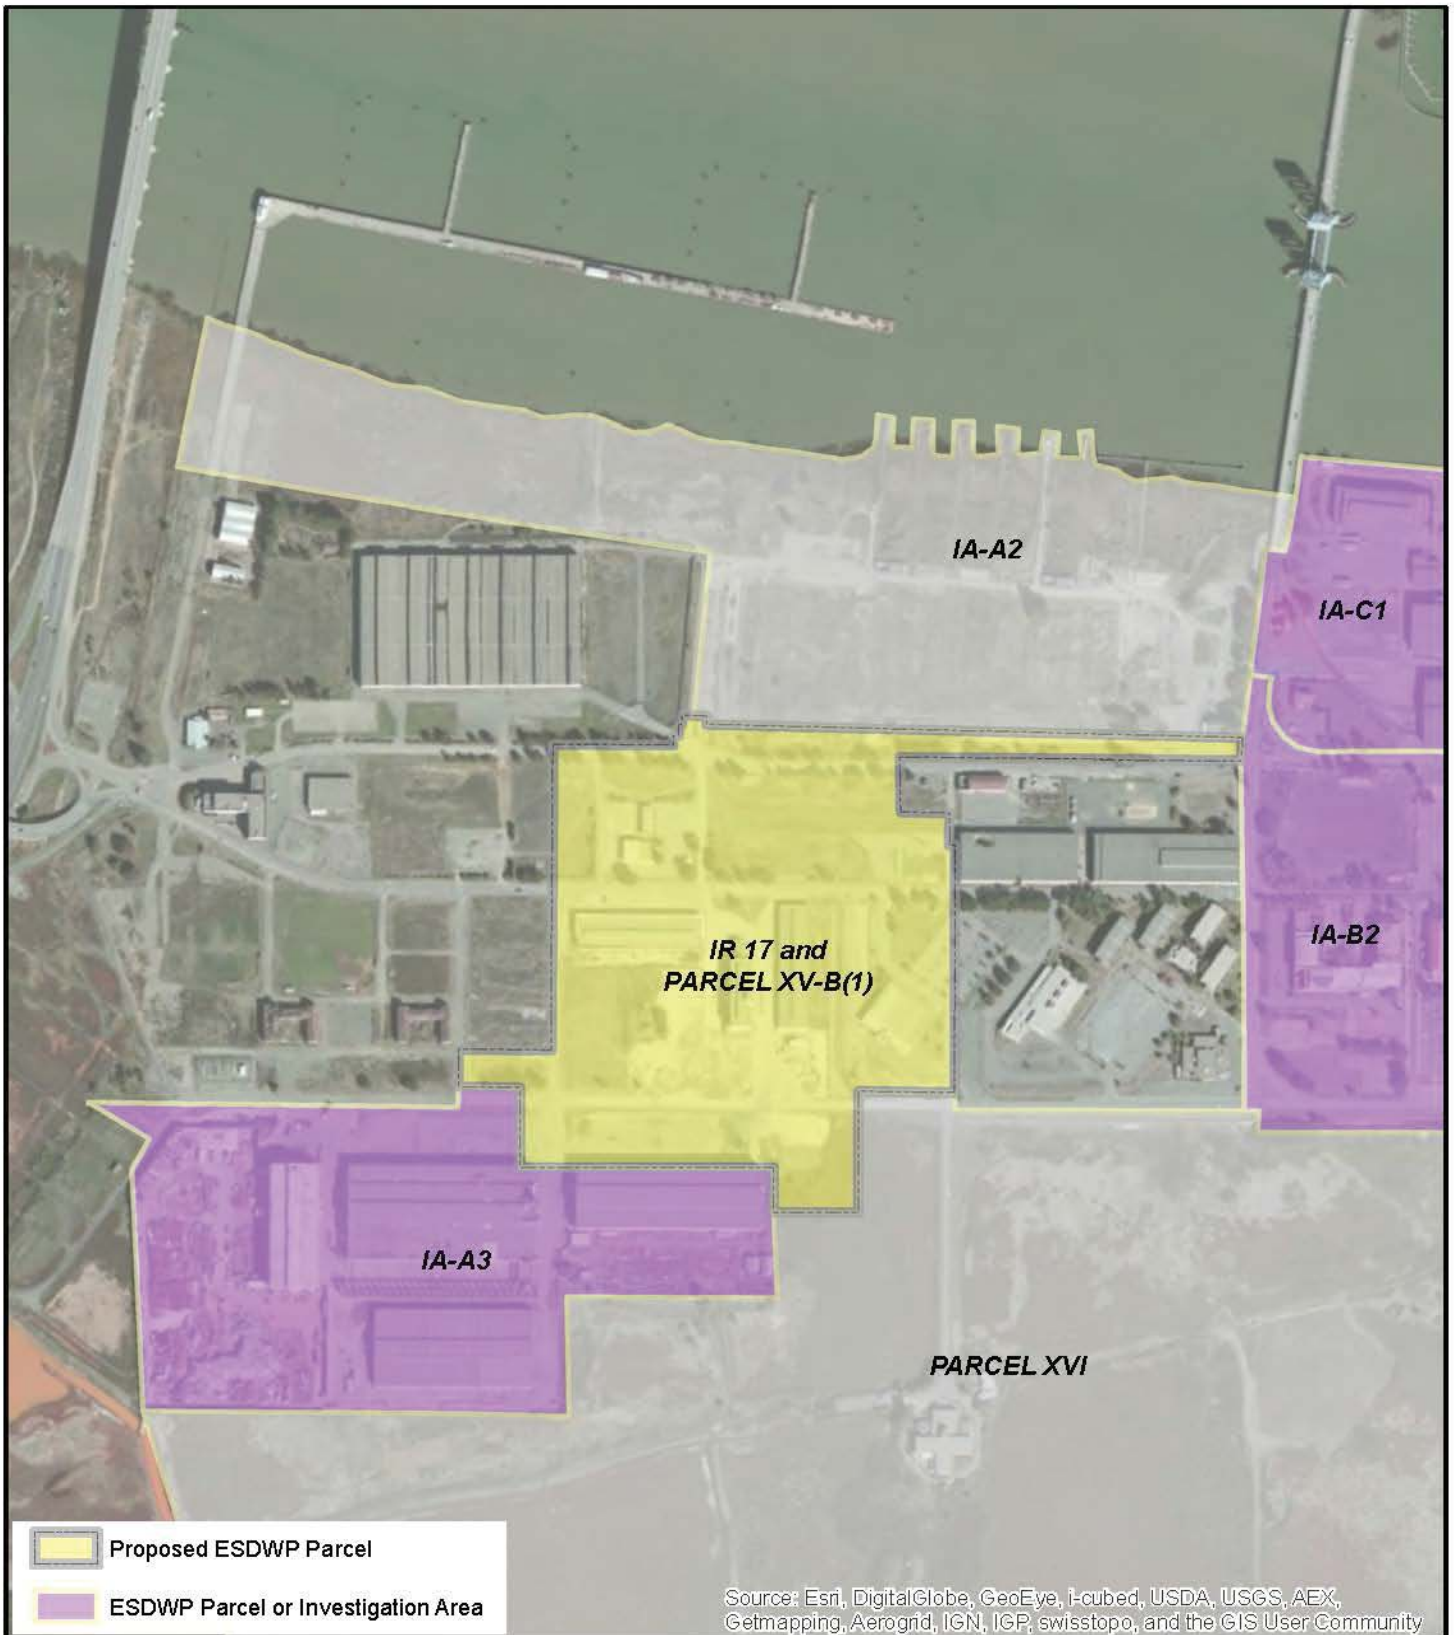 IA-A2
IA-C1
IA-B2
IR 17 and
PARCEL XV-B(1)
IA-A3
PARCEL XVI
Proposed ESDWP Parcel
ESDWP Parcel or Investigation Area
Source: Esri, DigitalGlobe, GeoEye, i-cubed, USDA, USGS, AEX,
Getmapping, Aerogrid, IGN, IGP, swisstopo, and the GIS User Community